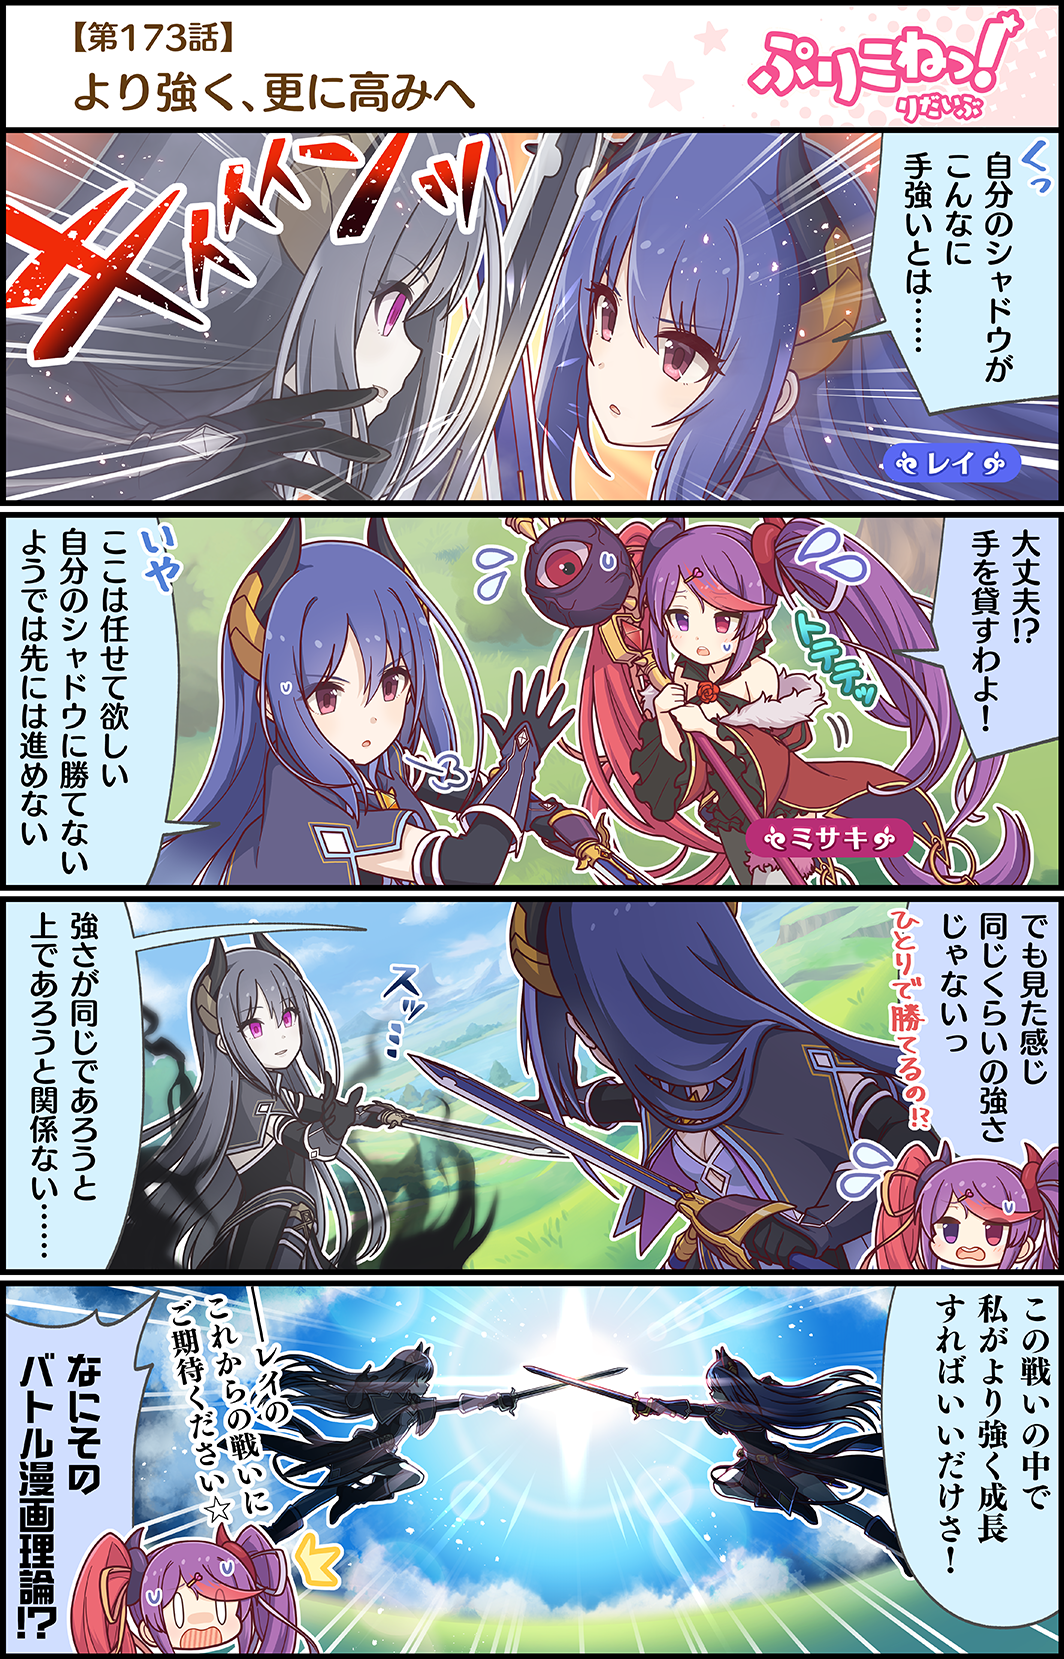 【第173話】
より強く、更に高みへ
ぷりこねっ!
りだいぶ
くっ
自分のシャドウが
こんなに
手強いとは……
ギイイインッ
レイ
大丈夫!?
手を貸すわよ!
トテテテッ
ミサキ
いや
ここは任せて欲しい
自分のシャドウに勝てない
ようでは先には進めない
でも見た感じ
同じくらいの強さ
じゃないっ
ひとりで勝てるの!?
スッ…
強さが同じであろうと
上であろうと関係ない……
この戦いの中で
私がより強く成長
すればいいだけさ!
――レイの
これからの戦いに
ご期待ください☆
なにその
バトル漫画理論!?